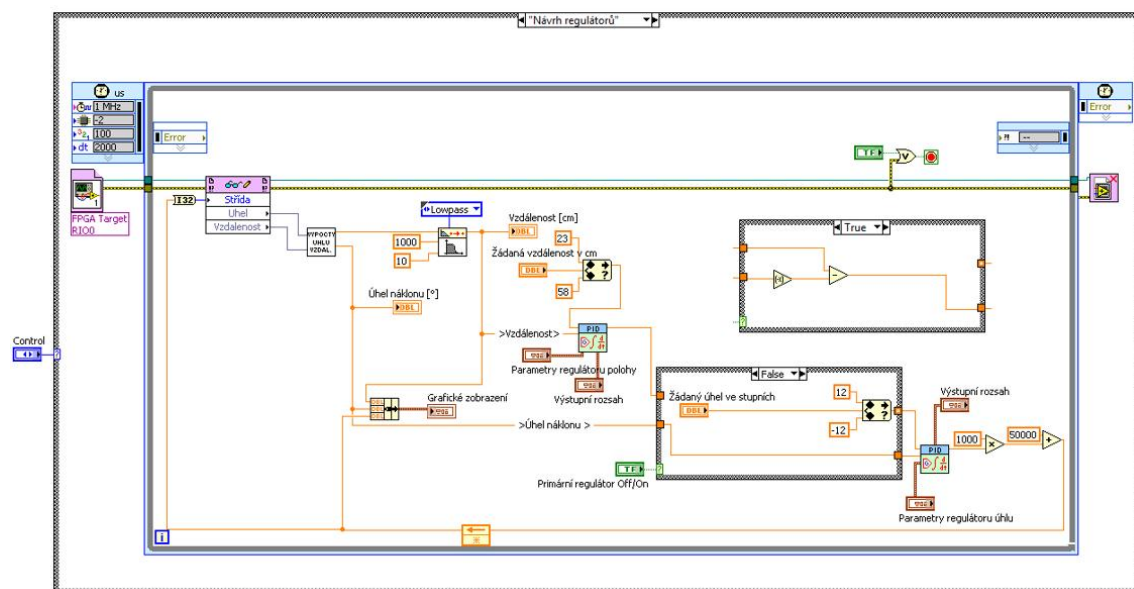 "Návrh regulátorů"
us
1 MHz
-2
100
dt 2000
Error
Error
--
TF
FPGA Target
RIO0
I32
Střída
Úhel
Vzdalenost
VYPOCTY
UHLU
VZDAL.
Lowpass
1000
10
Vzdálenost [cm]
DBL
23
Žádaná vzdálenost v cm
DBL
58
True
Úhel náklonu [°]
DBL
>Vzdálenost>
PID
Parametry regulátoru polohy
Výstupní rozsah
Control
Grafické zobrazení
>Úhel náklonu >
False
Žádaný úhel ve stupních
DBL
12
-12
Výstupní rozsah
PID
1000
50000
TF
Primární regulátor Off/On
Parametry regulátoru úhlu
i